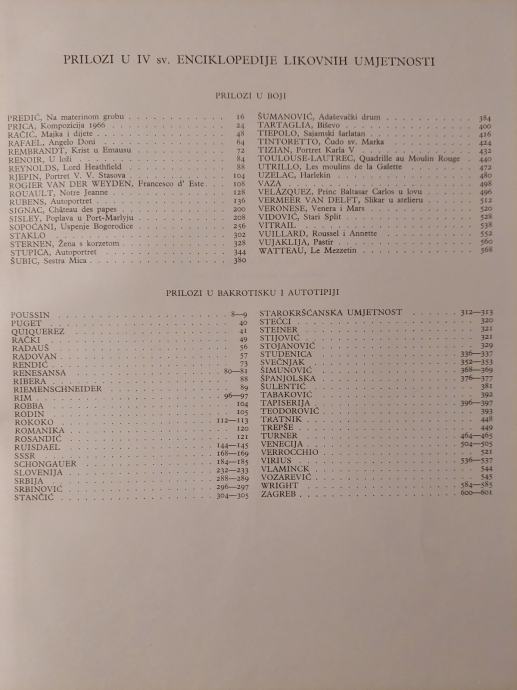 PRILOZI U IV sv. ENCIKLOPEDIJE LIKOVNIH UMJETNOSTI
PRILOZI U BOJI
PREDIĆ, Na materinom grobu 16
PRICA, Kompozicija 1966 24
RAČIĆ, Majka i dijete 48
RAFAEL, Angelo Doni 64
REMBRANDT, Krist u Emausu 72
RENOIR, U loži 84
REYNOLDS, Lord Heathfield 88
RJEPIN, Portret V. V. Stasova 104
ROGIER VAN DER WEYDEN, Francesco d' Este 108
ROUAULT, Notre Jeanne 128
RUBENS, Autoportret 136
SIGNAC, Château des papes 200
SISLEY, Poplava u Port-Marlyju 208
SOPOĆANI, Uspenje Bogorodice 256
STAKLO 302
STERNEN, Žena s korzetom 328
STUPICA, Autoportret 344
ŠUBIC, Sestra Mica 380
ŠUMANOVIĆ, Adaševački drum 384
TARTAGLIA, Biševo 400
TIEPOLO, Sajamski šarlatan 416
TINTORETTO, Čudo sv. Marka 424
TIZIAN, Portret Karla V 432
TOULOUSE-LAUTREC, Quadrille au Moulin Rouge 440
UTRILLO, Les moulins de la Galette 472
UZELAC, Harlekin 480
VAZA 498
VELÁZQUEZ, Princ Baltasar Carlos u lovu 496
VERMEER VAN DELFT, Slikar u atelieru 512
VERONESE, Venera i Mars 520
VIDOVIĆ, Stari Split 528
VITRAIL 538
VUILLARD, Roussel i Annette 552
VUJAKLIJA, Pastir 560
WATTEAU, Le Mezzetin 568
PRILOZI U BAKROTISKU I AUTOTIPIJI
POUSSIN 8—9
PUGET 40
QUIQUEREZ 41
RAČKI 49
RADAUŠ 56
RADOVAN 57
RENDIĆ 73
RENESANSA 80—81
RIBERA 88
RIEMENSCHNEIDER 89
RIM 96—97
ROBBA 104
RODIN 105
ROKOKO 112—113
ROMANIKA 120
ROSANDIĆ 121
RUISDAEL 144—145
SSSR 168—169
SCHONGAUER 184—185
SLOVENIJA 232—233
SRBIJA 288—289
SRBINOVIĆ 296—297
STANČIĆ 304—305
STAROKRŠĆANSKA UMJETNOST 312—313
STEĆCI 320
STEINER 321
STIJOVIĆ 321
STOJANOVIĆ 329
STUDENICA 336—337
SVEČNJAK 352—353
ŠIMUNOVIĆ 368—369
ŠPANJOLSKA 376—377
ŠULENTIĆ 381
TABAKOVIĆ 392
TAPISERIJA 396—397
TEODOROVIĆ 393
TRATNIK 448
TREPŠE 449
TURNER 464—465
VENECIJA 504—505
VERROCCHIO 521
VIRIUS 536—537
VLAMINCK 544
VOZAREVIĆ 545
WRIGHT 584—585
ZAGREB 600—601